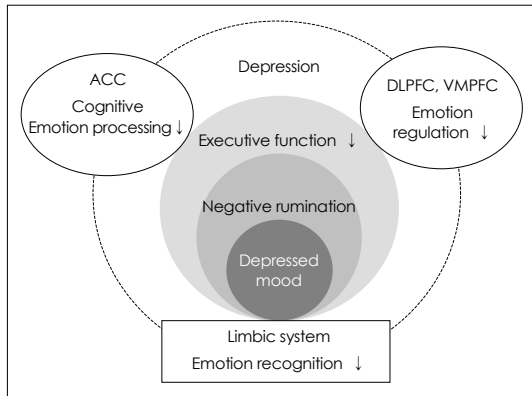 Depression
ACC
Cognitive
Emotion processing ↓
DLPFC, VMPFC
Emotion
regulation ↓
Executive function ↓
Negative rumination
Depressed
mood
Limbic system
Emotion recognition ↓